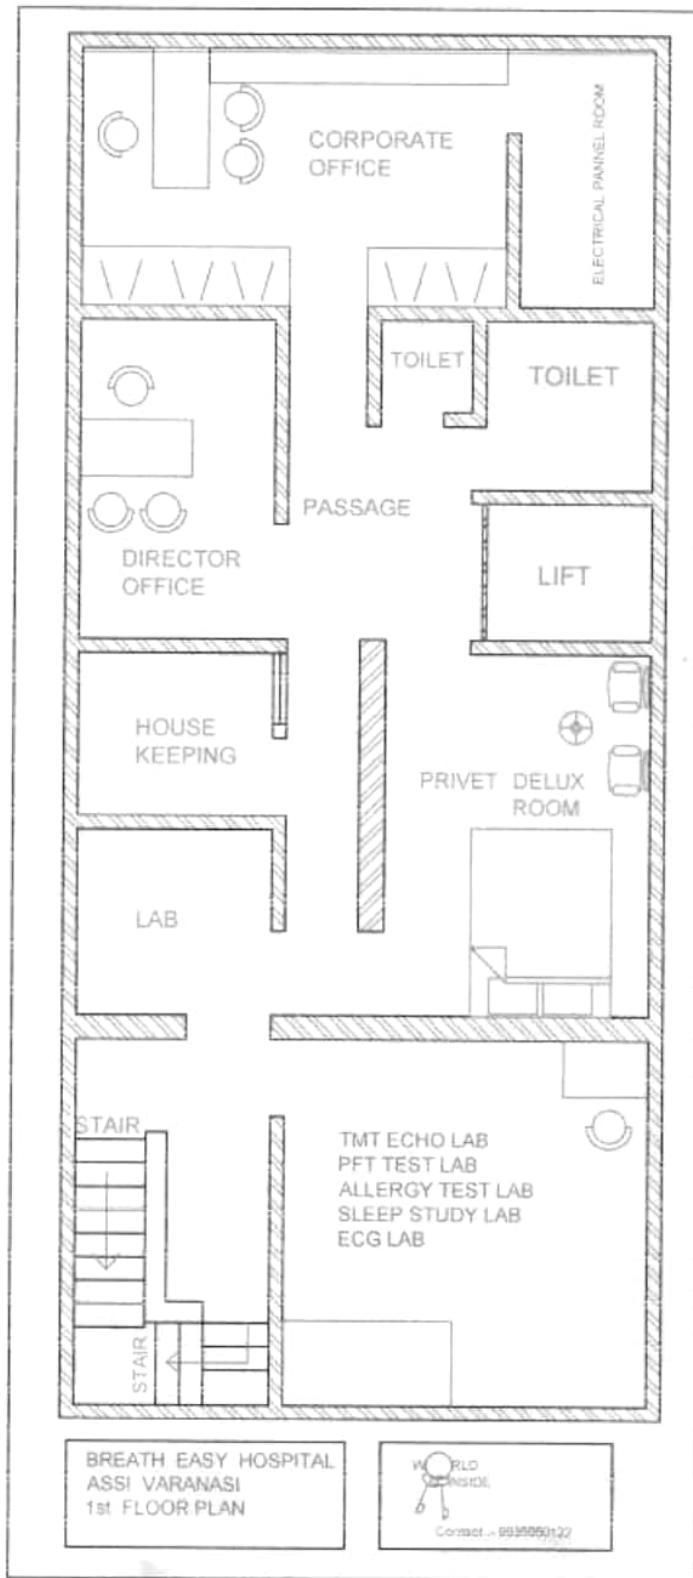 CORPORATE
OFFICE
ELECTRICAL PANNEL ROOM
TOILET
TOILET
PASSAGE
DIRECTOR
OFFICE
LIFT
HOUSE
KEEPING
PRIVET DELUX
ROOM
LAB
STAIR
TMT ECHO LAB
PFT TEST LAB
ALLERGY TEST LAB
SLEEP STUDY LAB
ECG LAB
STAIR
BREATH EASY HOSPITAL
ASSI VARANASI
1st FLOOR PLAN
Contact :-